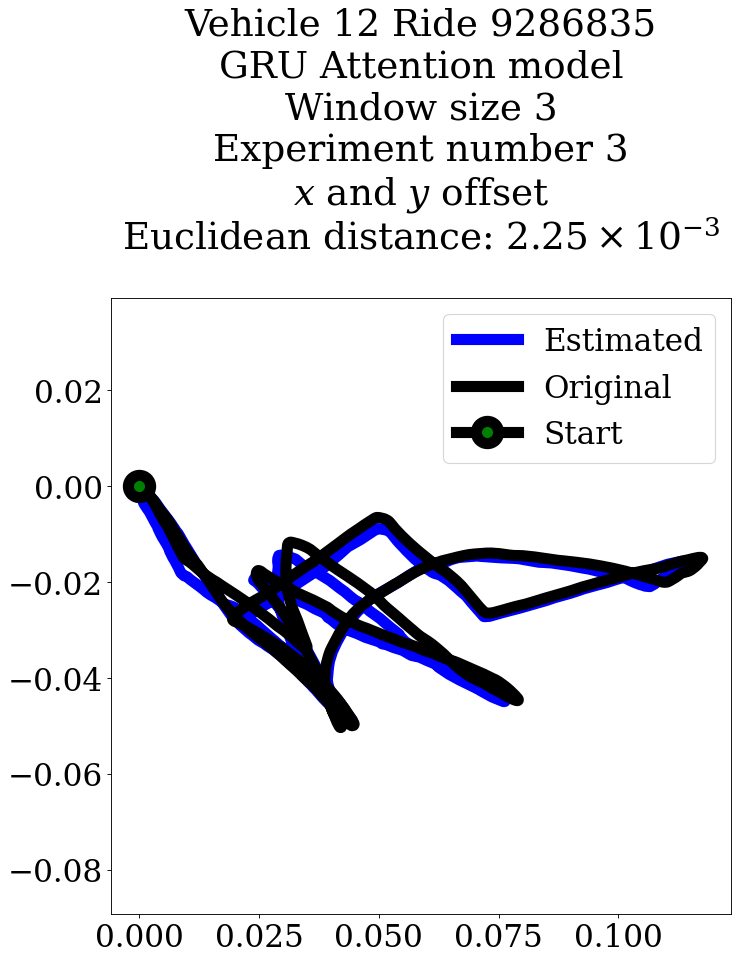 Vehicle 12 Ride 9286835
GRU Attention model
Window size 3
Experiment number 3
x and y offset
Euclidean distance: 2.25 × 10⁻³
Estimated
Original
Start
0.02
0.00
−0.02
−0.04
−0.06
−0.08
0.000 0.025 0.050 0.075 0.100